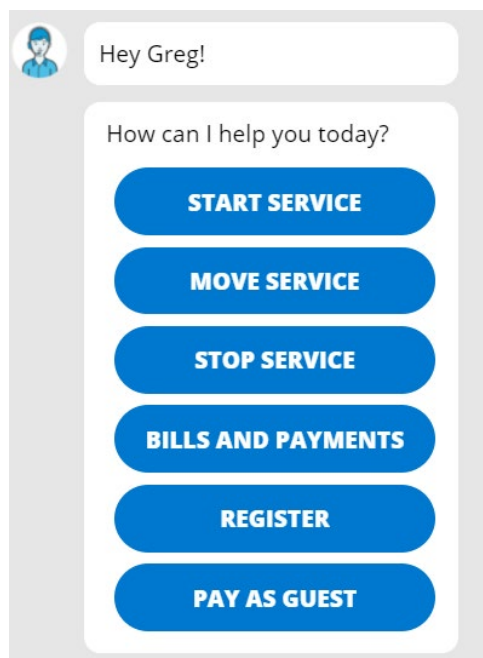 Hey Greg!
How can I help you today?
START SERVICE
MOVE SERVICE
STOP SERVICE
BILLS AND PAYMENTS
REGISTER
PAY AS GUEST